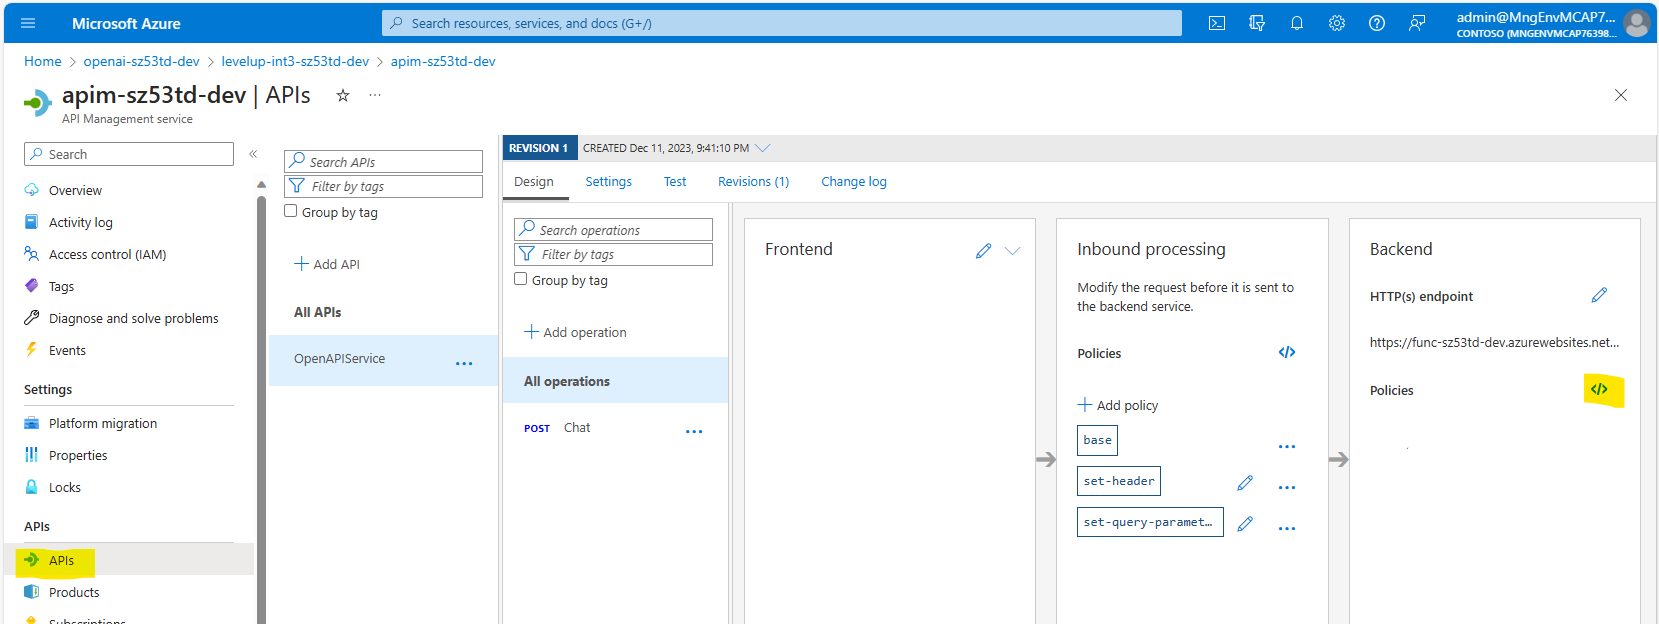 Microsoft Azure
Search resources, services, and docs (G+/)
admin@MngEnvMCAP7...
CONTOSO (MNGENVMCAP76398...
Home > openai-sz53td-dev > levelup-int3-sz53td-dev > apim-sz53td-dev
apim-sz53td-dev | APIs
API Management service
Search
Overview
Activity log
Access control (IAM)
Tags
Diagnose and solve problems
Events
Settings
Platform migration
Properties
Locks
APIs
APIs
Products
Subscriptions
Search APIs
Filter by tags
Group by tag
Add API
All APIs
OpenAPIService
REVISION 1
CREATED Dec 11, 2023, 9:41:10 PM
Design
Settings
Test
Revisions (1)
Change log
Search operations
Filter by tags
Group by tag
Add operation
All operations
POST Chat
Frontend
Inbound processing
Modify the request before it is sent to
the backend service.
Policies </>
Add policy
base
set-header
set-query-paramet...
Backend
HTTP(s) endpoint
https://func-sz53td-dev.azurewebsites.net...
Policies </>